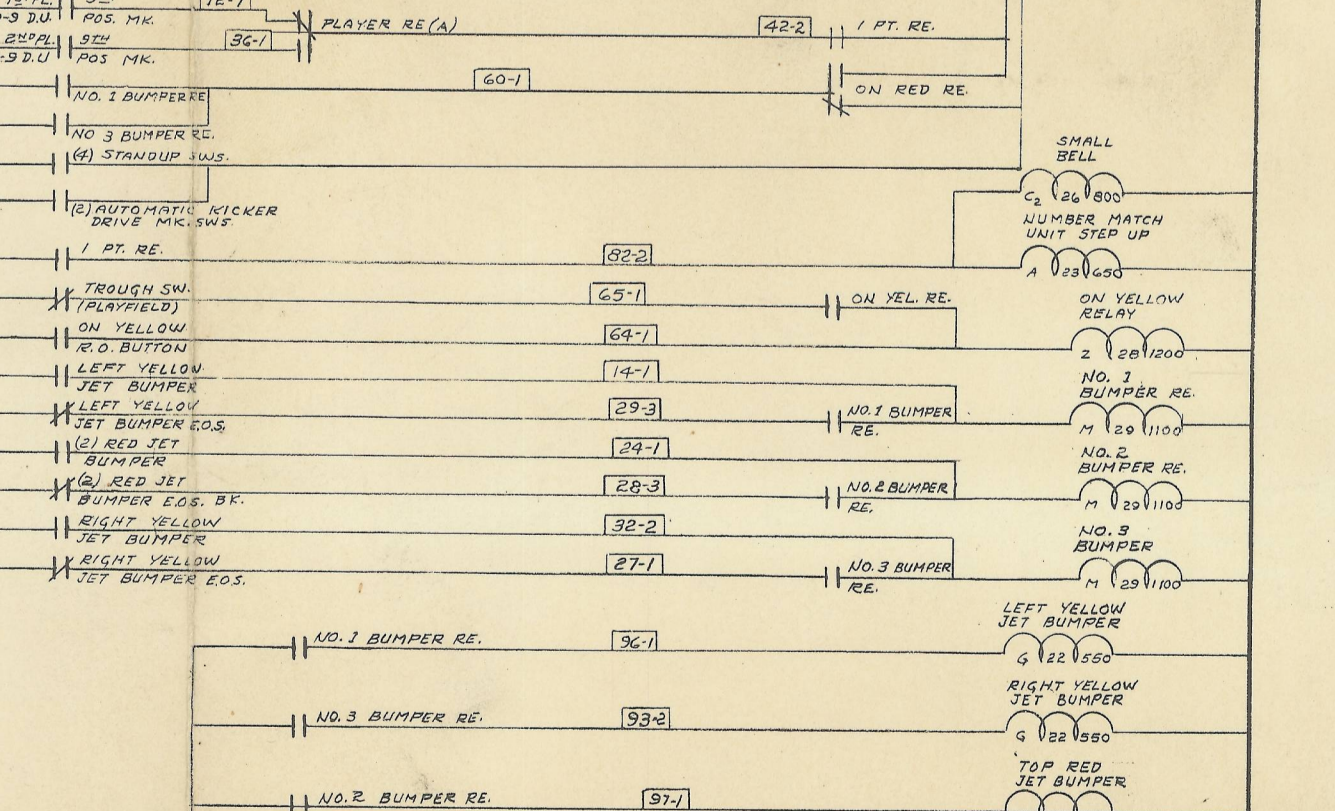 POS. MK.
PLAYER RE(A)
42-2
1 PT. RE.
2ND PL.
-9 D.U
9TH
POS MK.
36-1
60-1
ON RED RE.
NO. 1 BUMPER RE
NO 3 BUMPER RE.
(4) STANDUP SWS.
SMALL
BELL
C2 26 800
(2) AUTOMATIC KICKER
DRIVE MK. SWS.
NUMBER MATCH
UNIT STEP UP
A 23 650
1 PT. RE.
82-2
TROUGH SW.
(PLAYFIELD)
65-1
ON YEL. RE.
ON YELLOW
RELAY
Z 28 1200
ON YELLOW
R.O. BUTTON
64-1
LEFT YELLOW
JET BUMPER
14-1
NO. 1
BUMPER RE.
M 29 1100
LEFT YELLOW
JET BUMPER E.O.S.
29-3
NO.1 BUMPER
RE.
(2) RED JET
BUMPER
24-1
NO.2
BUMPER RE.
M 29 1100
(2) RED JET
BUMPER E.O.S. BK.
28-3
NO.2 BUMPER
RE.
RIGHT YELLOW
JET BUMPER
32-2
NO.3
BUMPER
M 29 1100
RIGHT YELLOW
JET BUMPER E.O.S.
27-1
NO.3 BUMPER
RE.
LEFT YELLOW
JET BUMPER
G 22 550
NO. 1 BUMPER RE.
96-1
RIGHT YELLOW
JET BUMPER
G 22 550
NO. 3 BUMPER RE.
93-2
TOP RED
JET BUMPER
NO. 2 BUMPER RE.
97-1